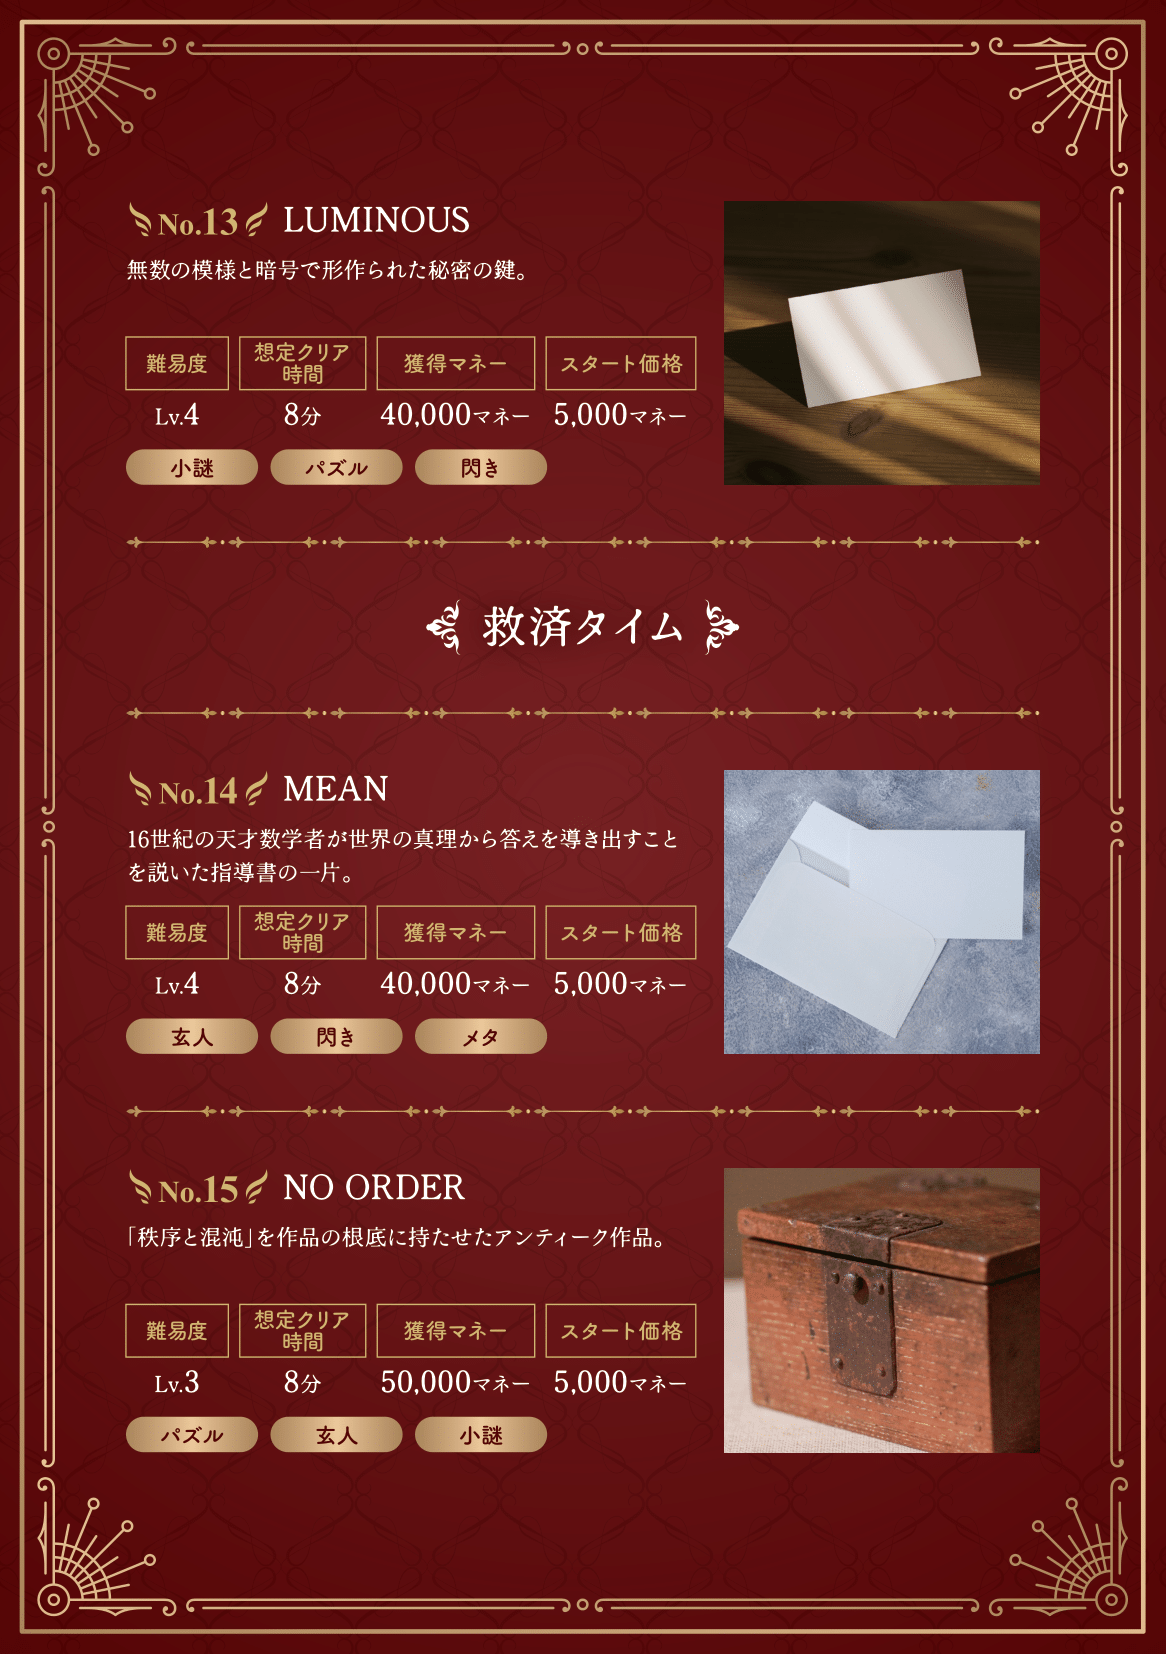 No.13 LUMINOUS
無数の模様と暗号で形作られた秘密の鍵。
難易度 想定クリア時間 獲得マネー スタート価格
Lv.4 8分 40,000マネー 5,000マネー
小謎 パズル 閃き
救済タイム
No.14 MEAN
16世紀の天才数学者が世界の真理から答えを導き出すこと
を説いた指導書の一片。
難易度 想定クリア時間 獲得マネー スタート価格
Lv.4 8分 40,000マネー 5,000マネー
玄人 閃き メタ
No.15 NO ORDER
「秩序と混沌」を作品の根底に持たせたアンティーク作品。
難易度 想定クリア時間 獲得マネー スタート価格
Lv.3 8分 50,000マネー 5,000マネー
パズル 玄人 小謎